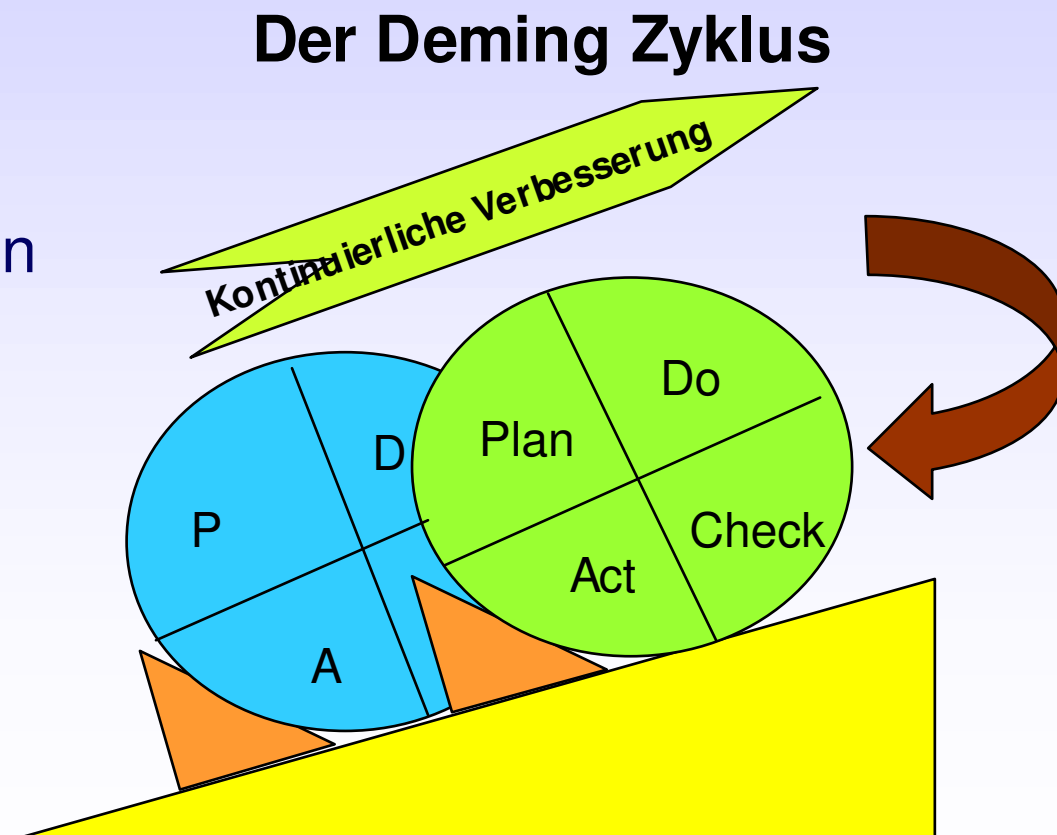 Der Deming Zyklus
Kontinuierliche Verbesserung
n
Do
Plan
D
P
Check
Act
A